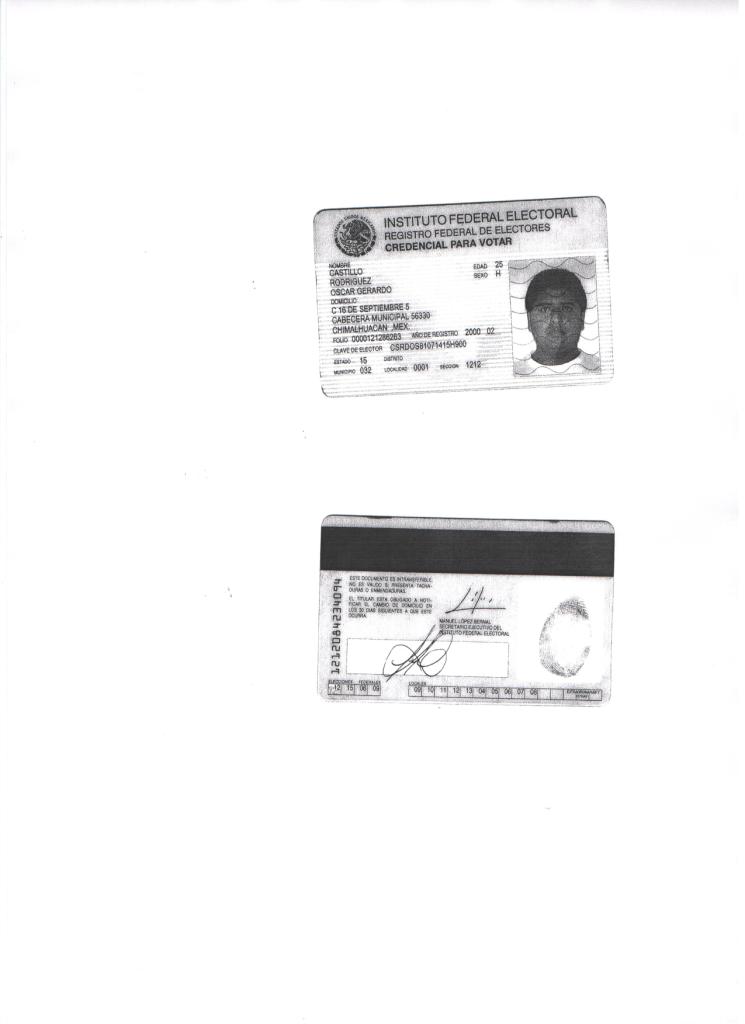 INSTITUTO FEDERAL ELECTORAL
REGISTRO FEDERAL DE ELECTORES
CREDENCIAL PARA VOTAR
NOMBRE
CASTILLO
RODRIGUEZ
OSCAR GERARDO
EDAD 25
SEXO H
DOMICILIO
C 16 DE SEPTIEMBRE 5
CABECERA MUNICIPAL 56330
CHIMALHUACAN ,MEX.
FOLIO 0000121286263 AÑO DE REGISTRO 2000 02
CLAVE DE ELECTOR CSRDOS81071415H900
ESTADO 15 DISTRITO
MUNICIPIO 032 LOCALIDAD 0001 SECCION 1212
ESTE DOCUMENTO ES INTRANSFERIBLE,
NO ES VALIDO SI PRESENTA TACHA-
DURAS O ENMENDADURAS.
EL TITULAR ESTA OBLIGADO A NOTI-
FICAR EL CAMBIO DE DOMICILIO EN
LOS 30 DIAS SIGUIENTES A QUE ESTE
OCURRA.
MANUEL LÓPEZ BERNAL
SECRETARIO EJECUTIVO DEL
INSTITUTO FEDERAL ELECTORAL
1212084234094
ELECCIONES FEDERALES
12 15 06 09
LOCALES
09 10 11 12 13 04 05 06 07 08